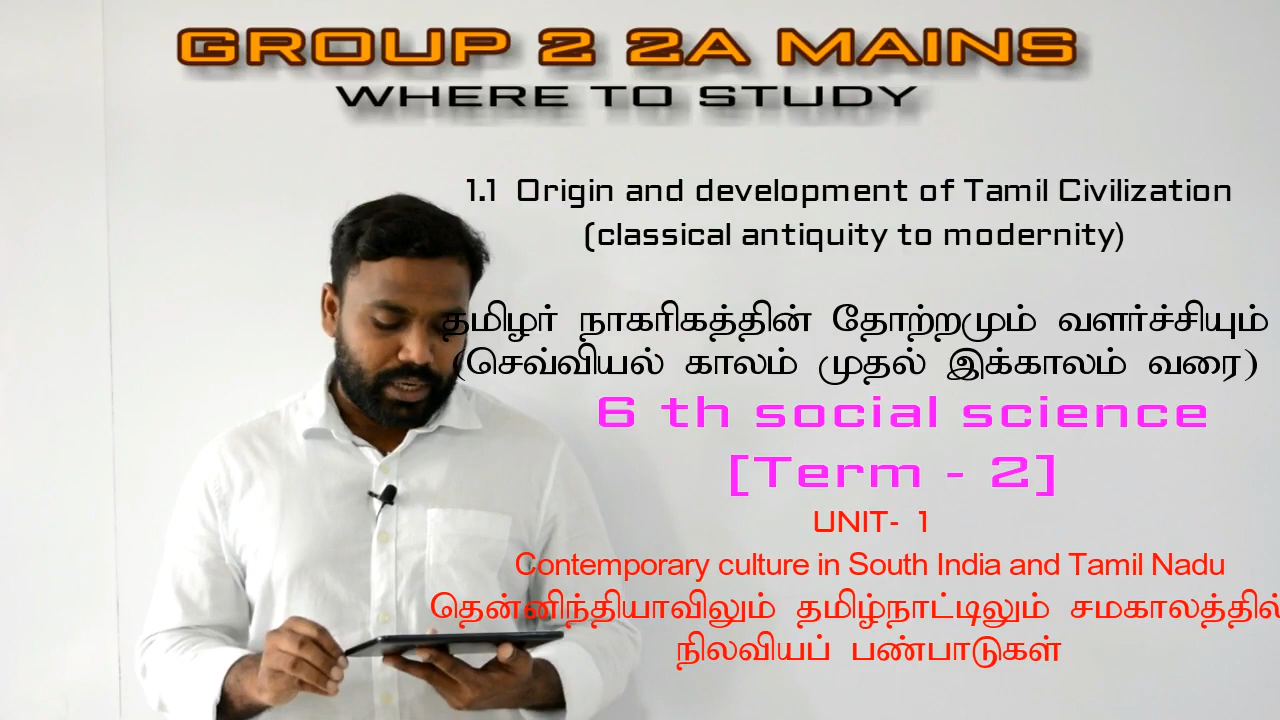 GROUP 2 2A MAINS
WHERE TO STUDY
1.1 Origin and development of Tamil Civilization
(classical antiquity to modernity)
தமிழர் நாகரிகத்தின் தோற்றமும் வளர்ச்சியும்
(செவ்வியல் காலம் முதல் இக்காலம் வரை)
6 th social science
[Term - 2]
UNIT- 1
Contemporary culture in South India and Tamil Nadu
தென்னிந்தியாவிலும் தமிழ்நாட்டிலும் சமகாலத்தில்
நிலவியப் பண்பாடுகள்